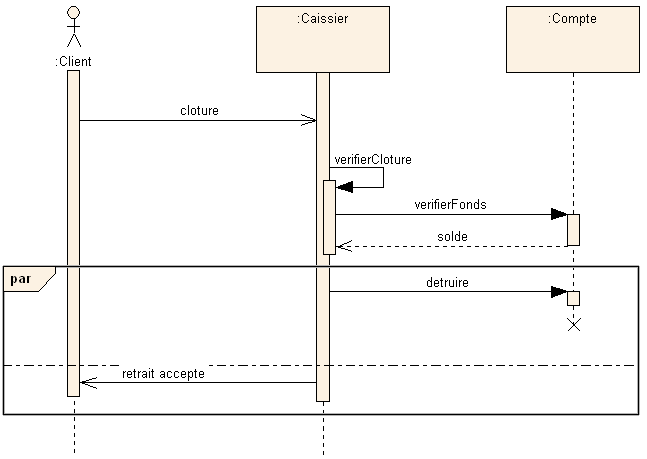 :Caissier
:Compte
:Client
cloture
verifierCloture
verifierFonds
solde
par
detruire
retrait accepte